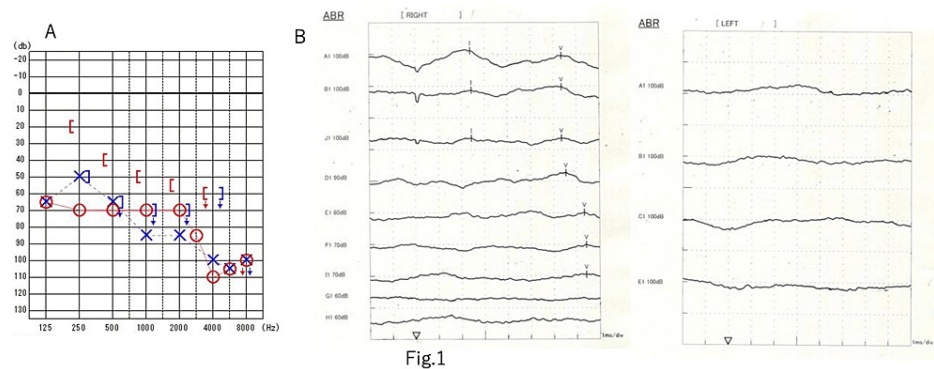 A
(db)
-20
-10
0
10
20
30
40
50
60
70
80
90
100
110
120
130
125 250 500 1000 2000 4000 8000 (Hz)
B
ABR [ RIGHT ]
A1 100dB
I V
B1 100dB
I V
J1 100dB
I V
D1 90dB
V
E1 80dB
V
F1 70dB
V
I1 70dB
V
G1 60dB
H1 60dB
1ms/div
ABR [ LEFT ]
A1 100dB
B1 100dB
C1 100dB
E1 100dB
1ms/div
Fig.1